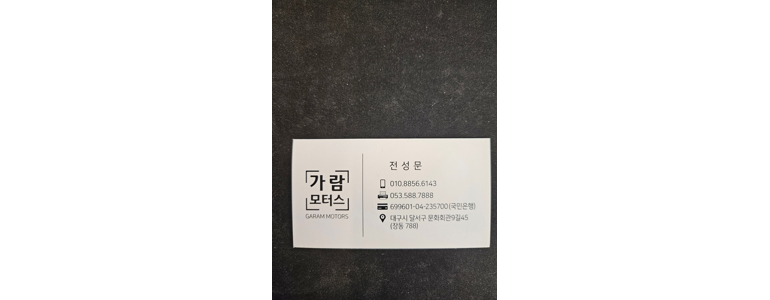 가람
모터스
GARAM MOTORS
전성문
010.8856.6143
053.588.7888
699601-04-235700(국민은행)
대구시 달서구 문화회관9길45
(장동 788)